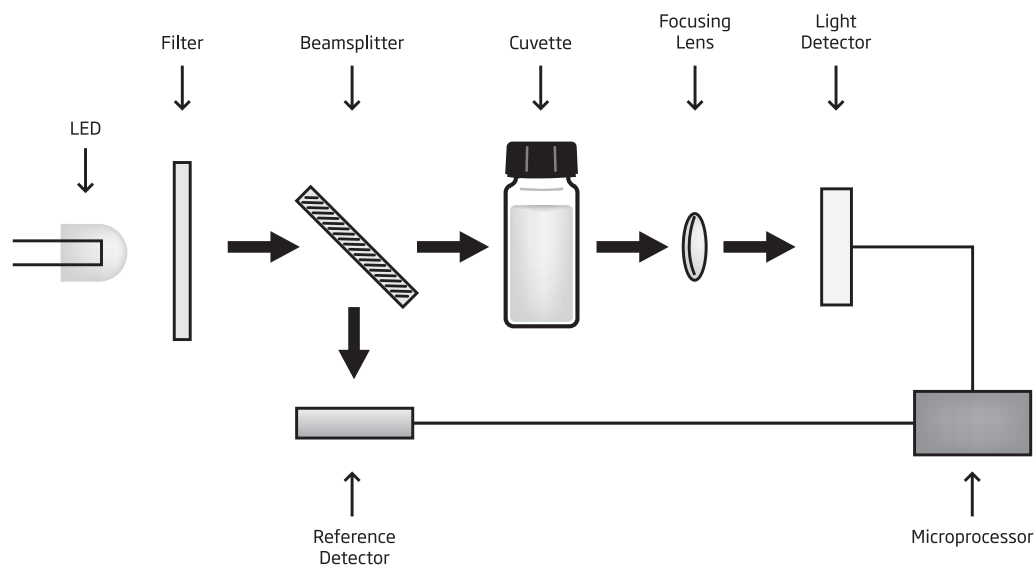 Filter
Beamsplitter
Cuvette
Focusing
Lens
Light
Detector
LED
Reference
Detector
Microprocessor